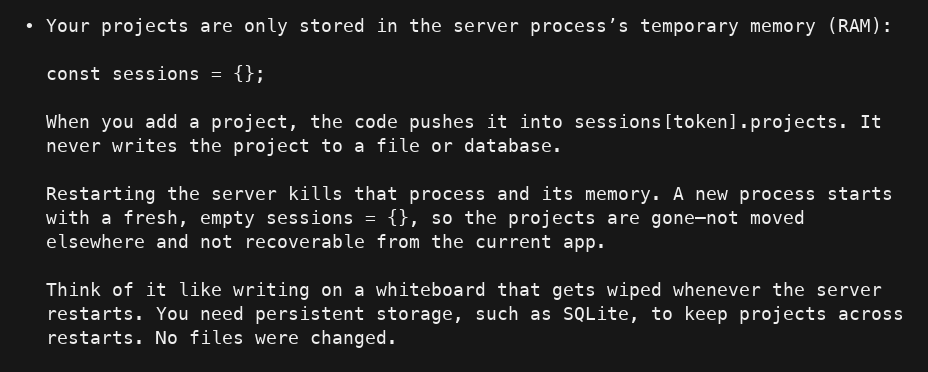 • Your projects are only stored in the server process’s temporary memory (RAM):
const sessions = {};
When you add a project, the code pushes it into sessions[token].projects. It
never writes the project to a file or database.
Restarting the server kills that process and its memory. A new process starts
with a fresh, empty sessions = {}, so the projects are gone—not moved
elsewhere and not recoverable from the current app.
Think of it like writing on a whiteboard that gets wiped whenever the server
restarts. You need persistent storage, such as SQLite, to keep projects across
restarts. No files were changed.